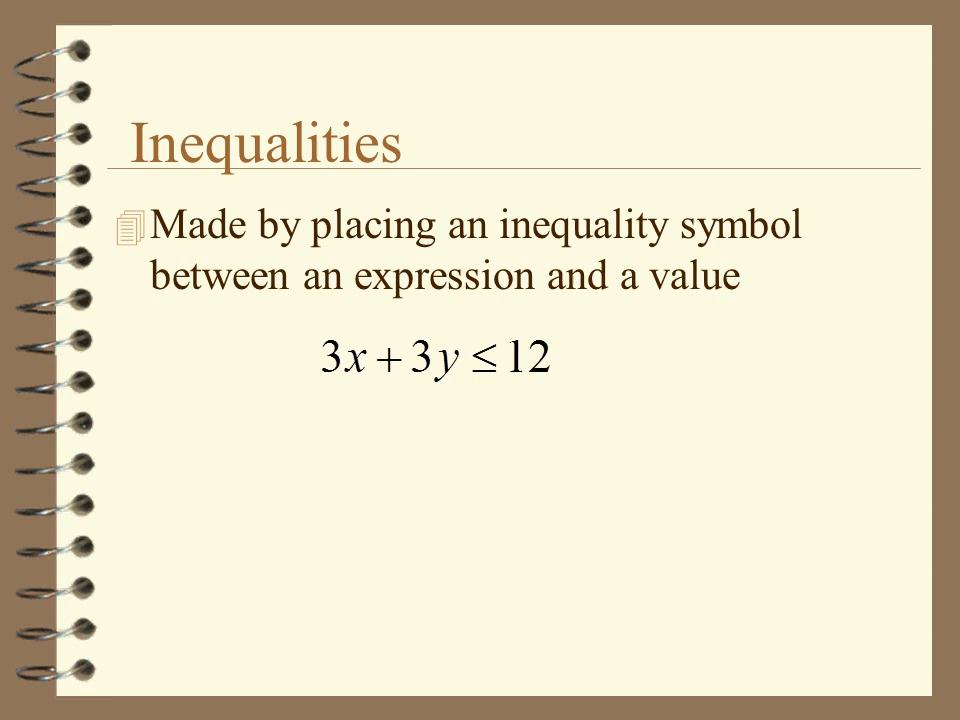 Inequalities
Made by placing an inequality symbol
between an expression and a value
3x + 3y ≤ 12